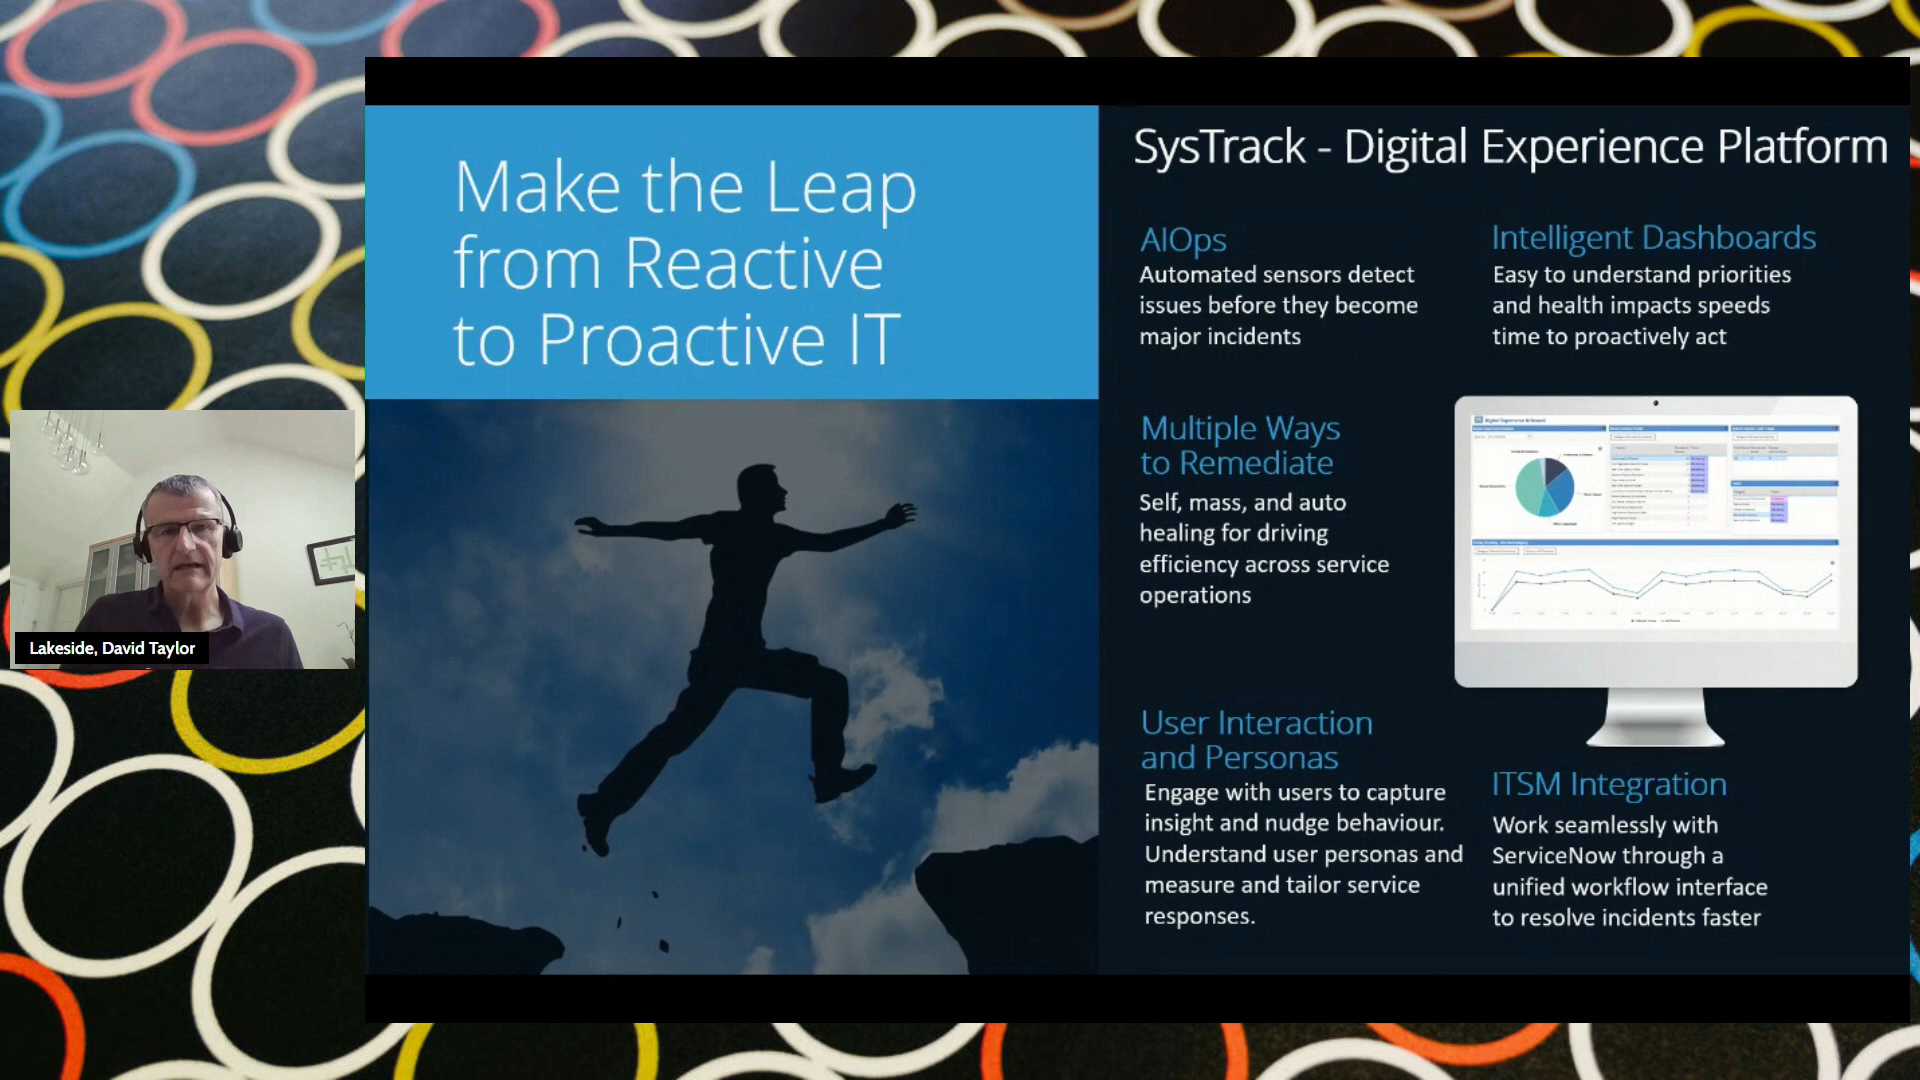 Make the Leap
from Reactive
to Proactive IT
SysTrack - Digital Experience Platform
AIOps
Automated sensors detect
issues before they become
major incidents
Intelligent Dashboards
Easy to understand priorities
and health impacts speeds
time to proactively act
Multiple Ways
to Remediate
Self, mass, and auto
healing for driving
efficiency across service
operations
User Interaction
and Personas
Engage with users to capture
insight and nudge behaviour.
Understand user personas and
measure and tailor service
responses.
ITSM Integration
Work seamlessly with
ServiceNow through a
unified workflow interface
to resolve incidents faster
Lakeside, David Taylor